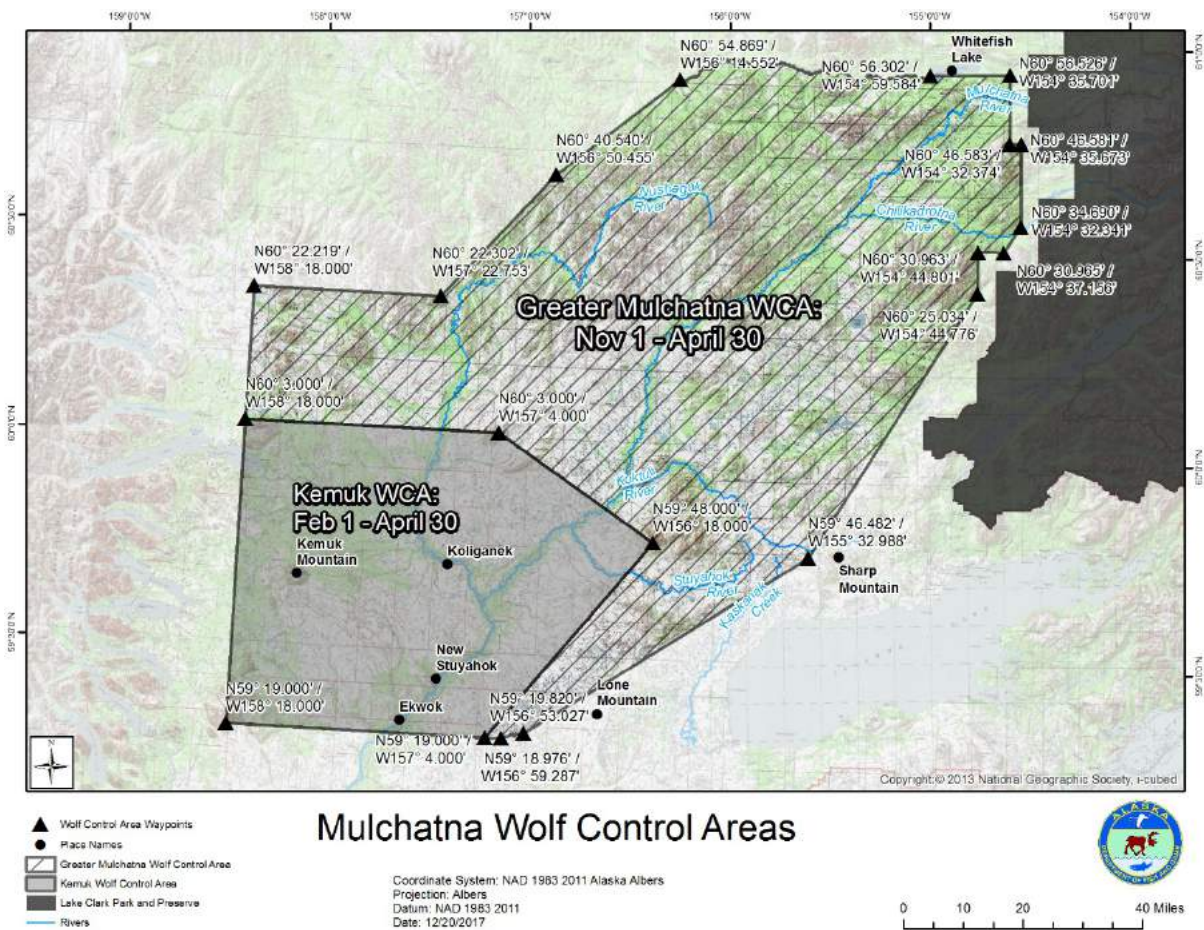 159°0'0"W
158°0'0"W
157°0'0"W
156°0'0"W
155°0'0"W
154°0'0"W
Whitefish
Lake
N60° 54.869' /
W156° 14.552'
N60° 56.302' /
W154° 59.584'
N60° 56.526' /
W154° 35.701'
Mulchatna
River
N60° 40.540' /
W156° 50.455'
N60° 46.583' /
W154° 32.374'
N60° 46.581' /
W154° 35.673'
Nushagak
River
Chilikadrotna
River
N60° 34.690' /
W154° 32.341'
N60° 22.219' /
W158° 18.000'
N60° 22.302' /
W157° 22.753'
N60° 30.963' /
W154° 44.801'
N60° 30.965' /
W154° 37.156'
Greater Mulchatna WCA:
Nov 1 - April 30
N60° 25.034' /
W154° 44.776'
N60° 3.000' /
W158° 18.000'
N60° 3.000' /
W157° 4.000'
Koktuli
River
Kemuk WCA:
Feb 1 - April 30
N59° 48.000' /
W156° 18.000'
N59° 46.482' /
W155° 32.988'
Kemuk
Mountain
Koliganek
Sharp
Mountain
Stuyahok
River
Kaskanak
Creek
New
Stuyahok
Lone
Mountain
N59° 19.000' /
W158° 18.000'
N59° 19.820' /
W156° 53.027'
Ekwok
N59° 19.000' /
W157° 4.000'
N59° 18.976' /
W156° 59.287'
N
Copyright:© 2013 National Geographic Society, i-cubed
Mulchatna Wolf Control Areas
Wolf Control Area Waypoints
Place Names
Greater Mulchatna Wolf Control Area
Kemuk Wolf Control Area
Lake Clark Park and Preserve
Rivers
Coordinate System: NAD 1983 2011 Alaska Albers
Projection: Albers
Datum: NAD 1983 2011
Date: 12/20/2017
ALASKA
0 10 20 40 Miles